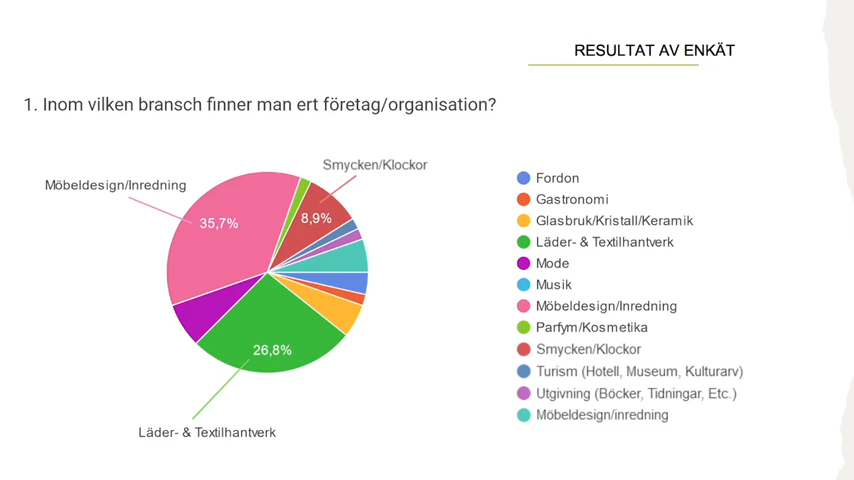 RESULTAT AV ENKÄT
1. Inom vilken bransch finner man ert företag/organisation?
Smycken/Klockor
Möbeldesign/Inredning
35,7%
8,9%
26,8%
Läder- & Textilhantverk
Fordon
Gastronomi
Glasbruk/Kristall/Keramik
Läder- & Textilhantverk
Mode
Musik
Möbeldesign/Inredning
Parfym/Kosmetika
Smycken/Klockor
Turism (Hotell, Museum, Kulturarv)
Utgivning (Böcker, Tidningar, Etc.)
Möbeldesign/inredning